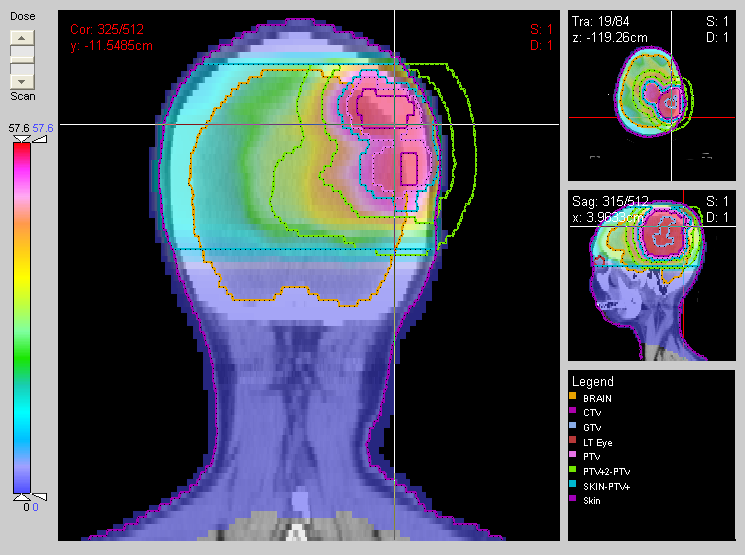 Dose
Scan
57.6 57.6
0 0
Cor: 325/512
y: -11.5485cm
S: 1
D: 1
Tra: 19/84
z: -119.26cm
S: 1
D: 1
Sag: 315/512
x: 3.9633cm
S: 1
D: 1
Legend
BRAIN
CTv
GTv
LT Eye
PTv
PTV+2-PTv
SKIN-PTV+
Skin